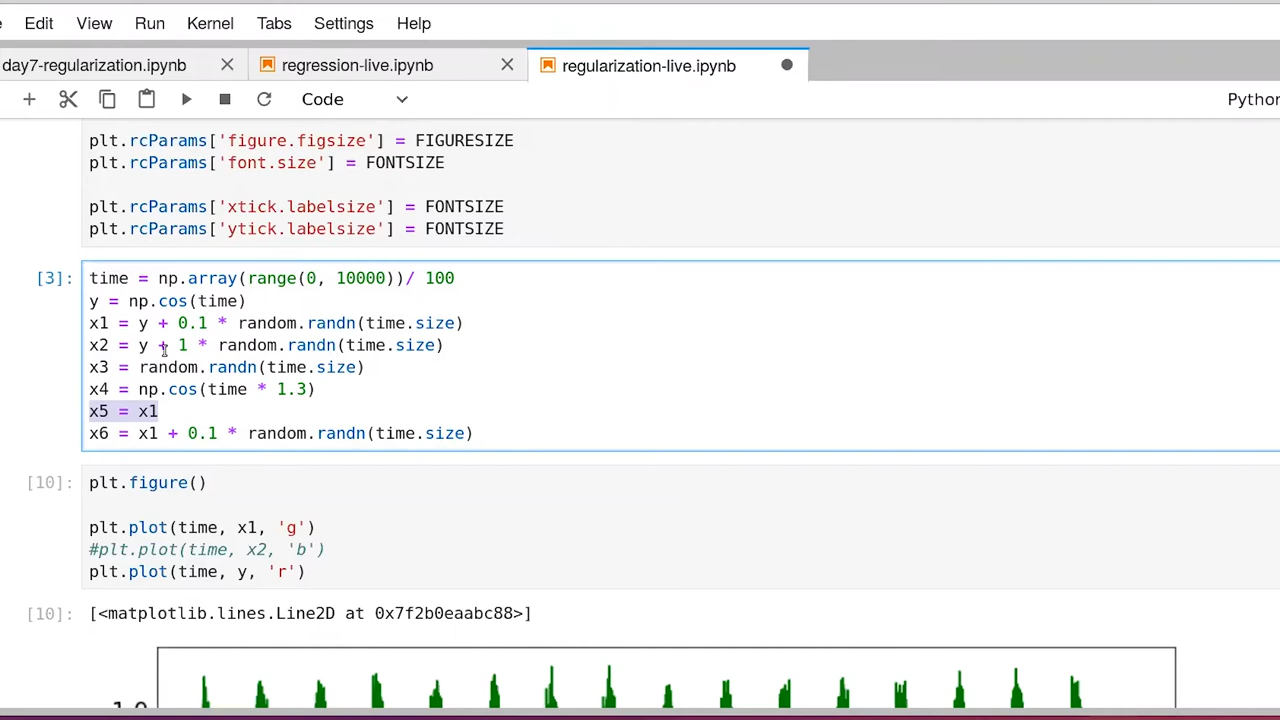 Edit View Run Kernel Tabs Settings Help
day7-regularization.ipynb regression-live.ipynb regularization-live.ipynb
Code Python
plt.rcParams['figure.figsize'] = FIGURESIZE
plt.rcParams['font.size'] = FONTSIZE
plt.rcParams['xtick.labelsize'] = FONTSIZE
plt.rcParams['ytick.labelsize'] = FONTSIZE
[3]: time = np.array(range(0, 10000))/ 100
y = np.cos(time)
x1 = y + 0.1 * random.randn(time.size)
x2 = y + 1 * random.randn(time.size)
x3 = random.randn(time.size)
x4 = np.cos(time * 1.3)
x5 = x1
x6 = x1 + 0.1 * random.randn(time.size)
[10]: plt.figure()
plt.plot(time, x1, 'g')
#plt.plot(time, x2, 'b')
plt.plot(time, y, 'r')
[10]: [<matplotlib.lines.Line2D at 0x7f2b0eaabc88>]
1.0